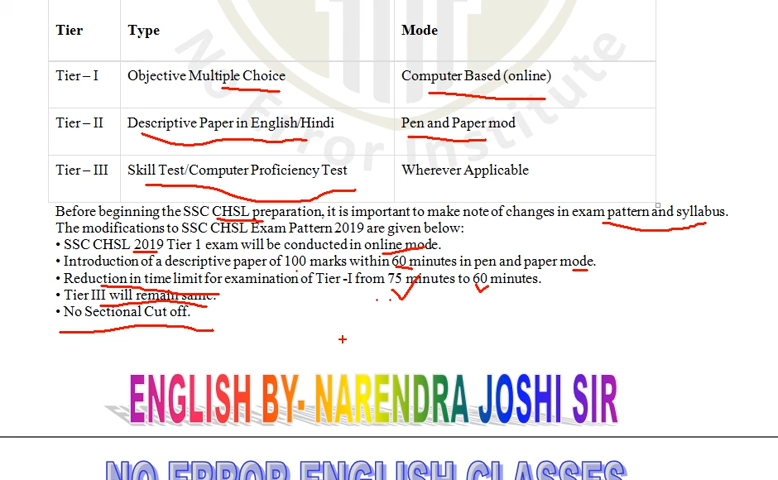 Tier Type Mode
Tier – I Objective Multiple Choice Computer Based (online)
Tier – II Descriptive Paper in English/Hindi Pen and Paper mod
Tier – III Skill Test/Computer Proficiency Test Wherever Applicable
No Error Institute
Before beginning the SSC CHSL preparation, it is important to make note of changes in exam pattern and syllabus.
The modifications to SSC CHSL Exam Pattern 2019 are given below:
• SSC CHSL 2019 Tier 1 exam will be conducted in online mode.
• Introduction of a descriptive paper of 100 marks within 60 minutes in pen and paper mode.
• Reduction in time limit for examination of Tier -I from 75 minutes to 60 minutes.
• Tier III will remain same.
• No Sectional Cut off.
ENGLISH BY- NARENDRA JOSHI SIR
NO ERROR ENGLISH CLASSES